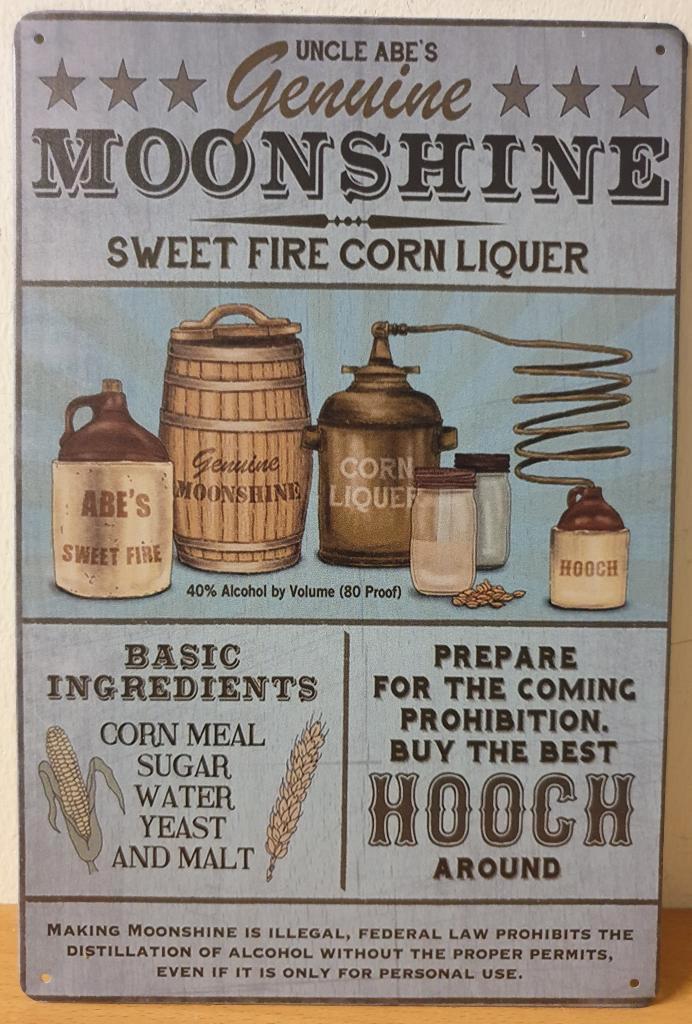 UNCLE ABE'S
Genuine
MOONSHINE
SWEET FIRE CORN LIQUER
ABE'S
SWEET FIRE
Genuine
MOONSHINE
CORN
LIQUER
HOOCH
40% Alcohol by Volume (80 Proof)
BASIC
INGREDIENTS
CORN MEAL
SUGAR
WATER
YEAST
AND MALT
PREPARE
FOR THE COMING
PROHIBITION.
BUY THE BEST
HOOCH
AROUND
MAKING MOONSHINE IS ILLEGAL, FEDERAL LAW PROHIBITS THE
DISTILLATION OF ALCOHOL WITHOUT THE PROPER PERMITS,
EVEN IF IT IS ONLY FOR PERSONAL USE.